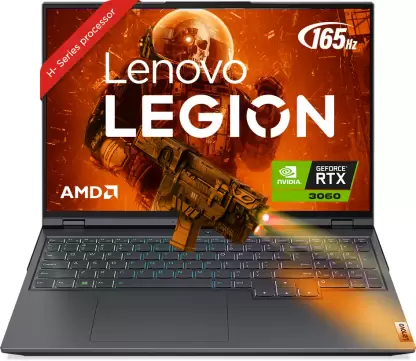 H- Series processor
165Hz
Lenovo
LEGION
AMD
NVIDIA
GEFORCE
RTX
3060